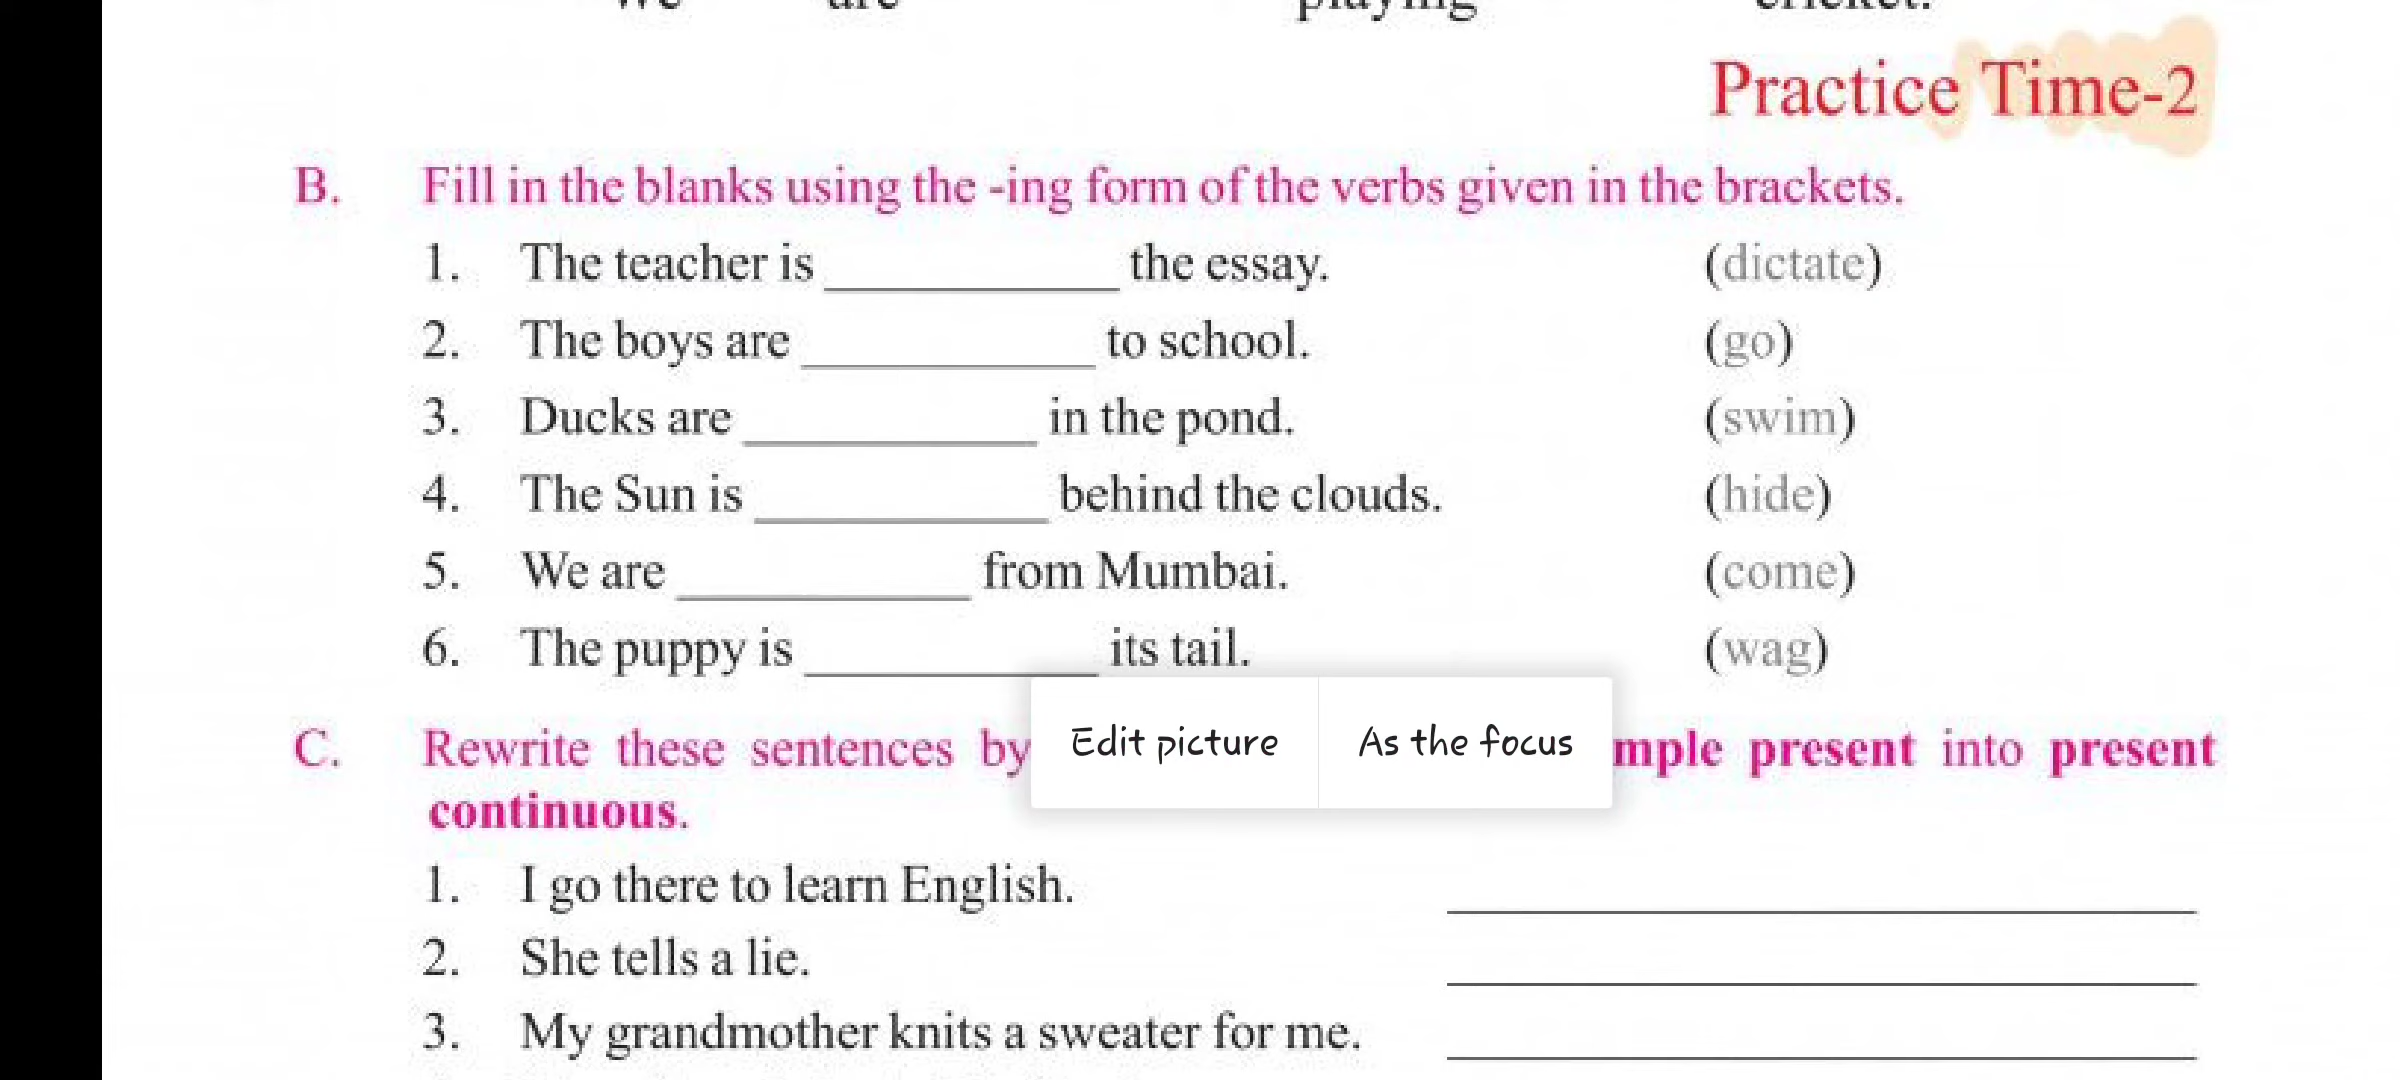 Practice Time-2
B. Fill in the blanks using the -ing form of the verbs given in the brackets.
1. The teacher is ____________ the essay. (dictate)
2. The boys are ____________ to school. (go)
3. Ducks are ____________ in the pond. (swim)
4. The Sun is ____________ behind the clouds. (hide)
5. We are ____________ from Mumbai. (come)
6. The puppy is ____________ its tail. (wag)
Edit picture As the focus
C. Rewrite these sentences by mple present into present
continuous.
1. I go there to learn English.
2. She tells a lie.
3. My grandmother knits a sweater for me.